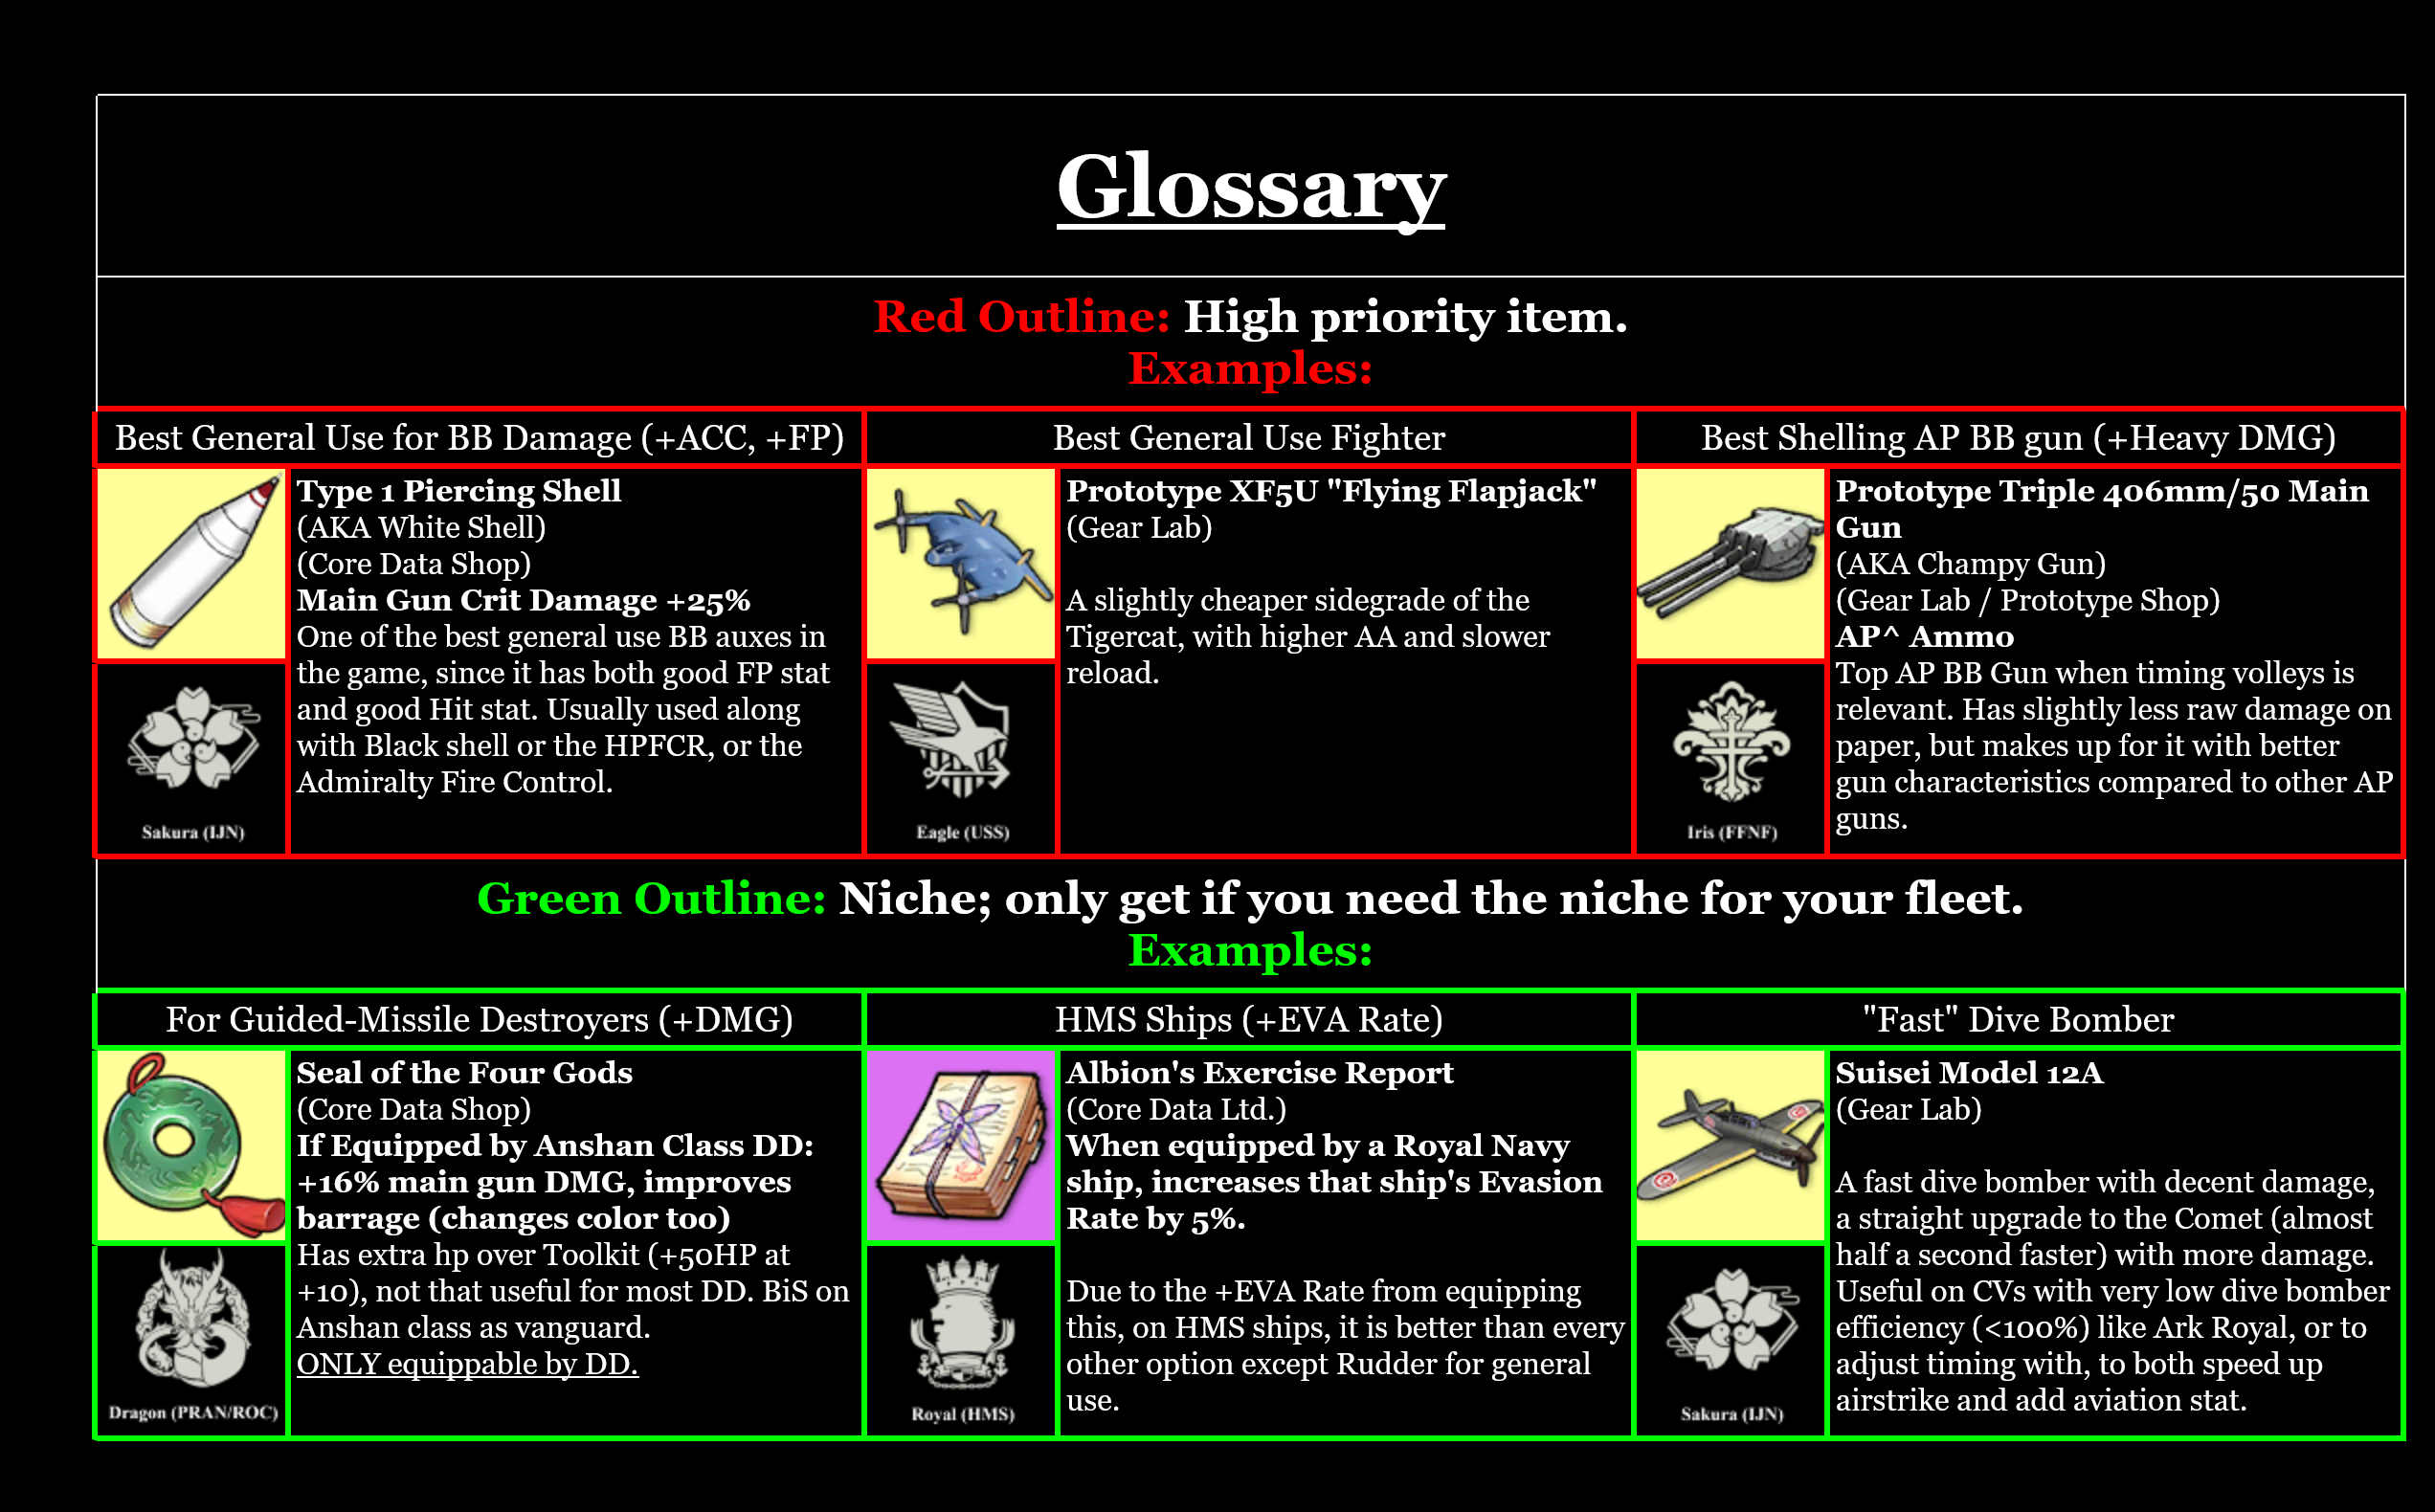 Glossary
Red Outline: High priority item.
Examples:
Best General Use for BB Damage (+ACC, +FP)
Type 1 Piercing Shell
(AKA White Shell)
(Core Data Shop)
Main Gun Crit Damage +25%
One of the best general use BB auxes in
the game, since it has both good FP stat
and good Hit stat. Usually used along
with Black shell or the HPFCR, or the
Admiralty Fire Control.
Sakura (IJN)
Best General Use Fighter
Prototype XF5U "Flying Flapjack"
(Gear Lab)
A slightly cheaper sidegrade of the
Tigercat, with higher AA and slower
reload.
Eagle (USS)
Best Shelling AP BB gun (+Heavy DMG)
Prototype Triple 406mm/50 Main
Gun
(AKA Champy Gun)
(Gear Lab / Prototype Shop)
AP^ Ammo
Top AP BB Gun when timing volleys is
relevant. Has slightly less raw damage on
paper, but makes up for it with better
gun characteristics compared to other AP
guns.
Iris (FFNF)
Green Outline: Niche; only get if you need the niche for your fleet.
Examples:
For Guided-Missile Destroyers (+DMG)
Seal of the Four Gods
(Core Data Shop)
If Equipped by Anshan Class DD:
+16% main gun DMG, improves
barrage (changes color too)
Has extra hp over Toolkit (+50HP at
+10), not that useful for most DD. BiS on
Anshan class as vanguard.
ONLY equippable by DD.
Dragon (PRAN/ROC)
HMS Ships (+EVA Rate)
Albion's Exercise Report
(Core Data Ltd.)
When equipped by a Royal Navy
ship, increases that ship's Evasion
Rate by 5%.
Due to the +EVA Rate from equipping
this, on HMS ships, it is better than every
other option except Rudder for general
use.
Royal (HMS)
"Fast" Dive Bomber
Suisei Model 12A
(Gear Lab)
A fast dive bomber with decent damage,
a straight upgrade to the Comet (almost
half a second faster) with more damage.
Useful on CVs with very low dive bomber
efficiency (<100%) like Ark Royal, or to
adjust timing with, to both speed up
airstrike and add aviation stat.
Sakura (IJN)